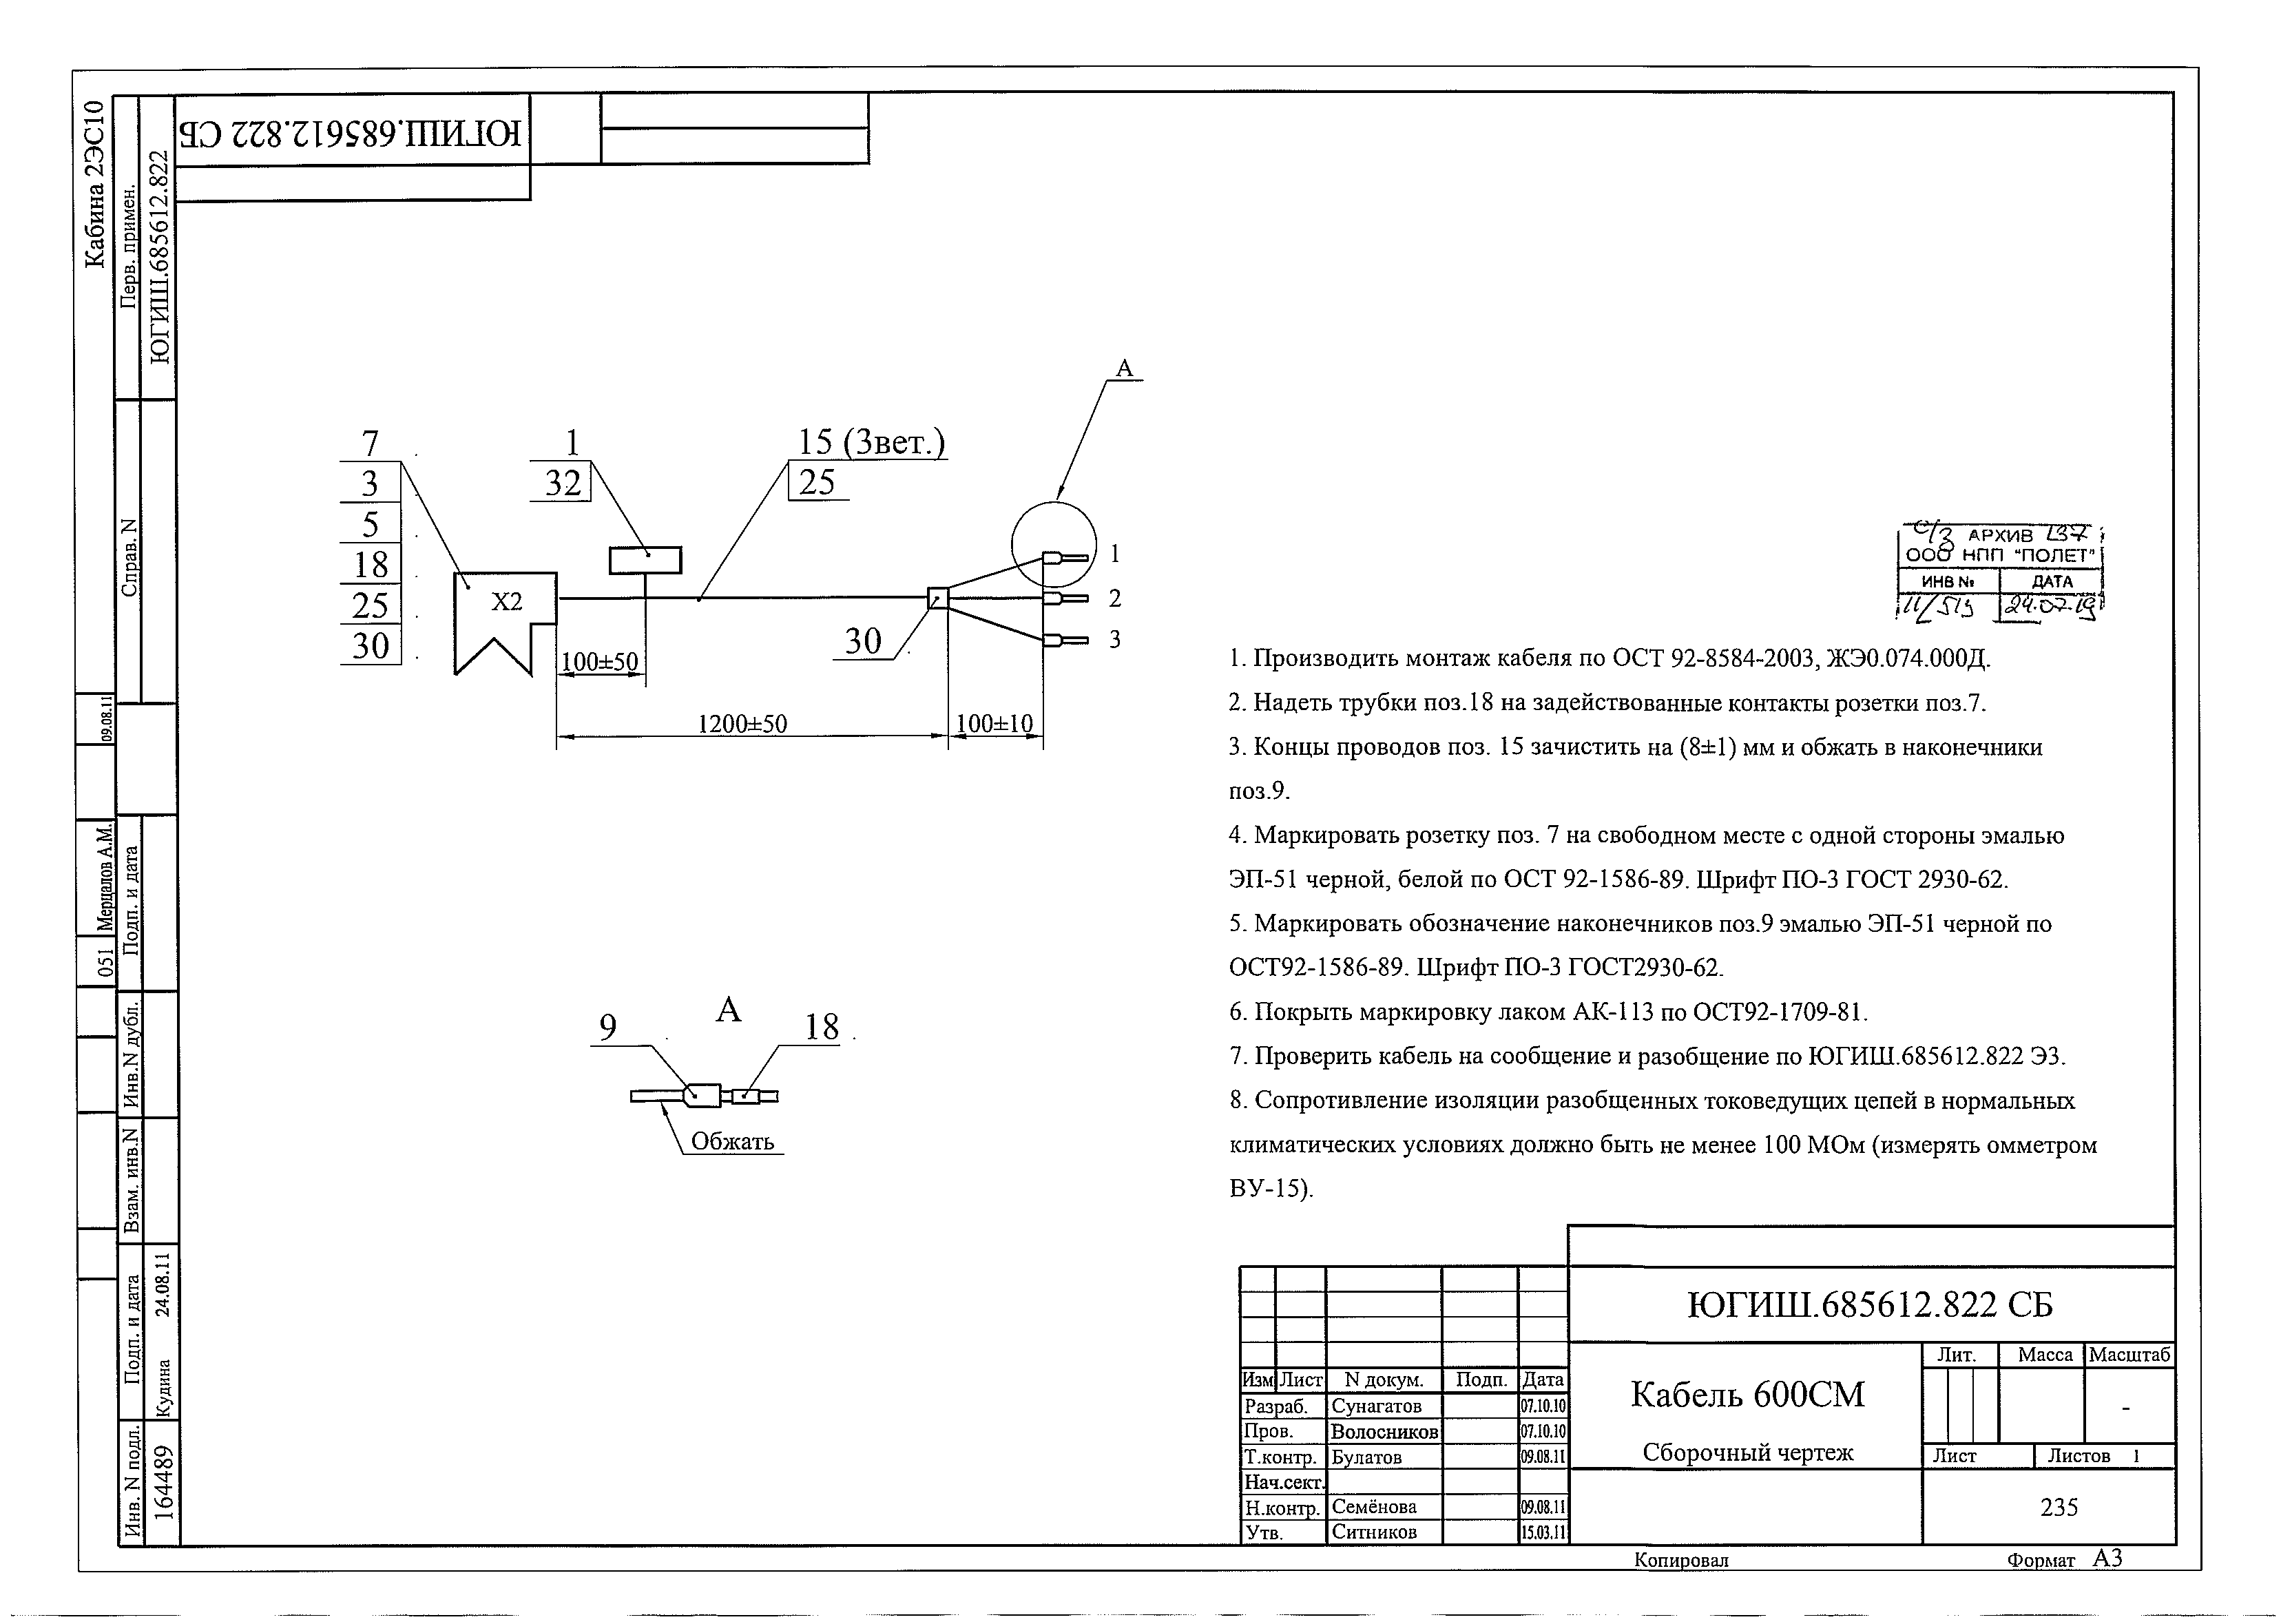 Кабина 2ЭС10
Перв. примен.
ЮГИШ.685612.822
Справ. N
09.08.11
Мерцалов А.М.
051
Подп. и дата
Инв.N дубл.
Взам. инв.N
Подп. и дата
Кудина 24.08.11
Инв. N подл.
164489
ЮГИШ.685612.822 СБ
А
7
3
5
18
25
30
1
32
15 (3вет.)
25
X2
30
1
2
3
100±50
1200±50
100±10
А
9
18
Обжать
АРХИВ 137
ООО НПП "ПОЛЕТ"
ИНВ № ДАТА
11/513 24.07.19
1. Производить монтаж кабеля по ОСТ 92-8584-2003, ЖЭ0.074.000Д.
2. Надеть трубки поз.18 на задействованные контакты розетки поз.7.
3. Концы проводов поз. 15 зачистить на (8±1) мм и обжать в наконечники
поз.9.
4. Маркировать розетку поз. 7 на свободном месте с одной стороны эмалью
ЭП-51 черной, белой по ОСТ 92-1586-89. Шрифт ПО-3 ГОСТ 2930-62.
5. Маркировать обозначение наконечников поз.9 эмалью ЭП-51 черной по
ОСТ92-1586-89. Шрифт ПО-3 ГОСТ2930-62.
6. Покрыть маркировку лаком АК-113 по ОСТ92-1709-81.
7. Проверить кабель на сообщение и разобщение по ЮГИШ.685612.822 Э3.
8. Сопротивление изоляции разобщенных токоведущих цепей в нормальных
климатических условиях должно быть не менее 100 МОм (измерять омметром
ВУ-15).
ЮГИШ.685612.822 СБ
Изм Лист N докум. Подп. Дата
Разраб. Сунагатов 07.10.10
Пров. Волосников 07.10.10
Т.контр. Булатов 09.08.11
Нач.сект.
Н.контр. Семёнова 09.08.11
Утв. Ситников 15.03.11
Кабель 600СМ
Сборочный чертеж
Лит. Масса Масштаб
-
Лист Листов 1
235
Копировал Формат А3